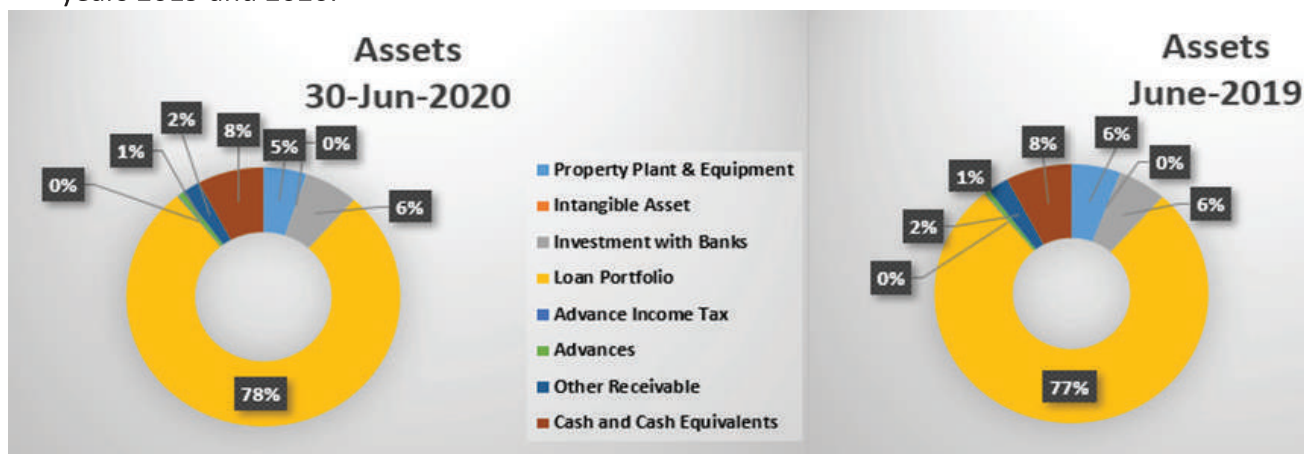 Assets
30-Jun-2020
2%
8%
5%
0%
1%
0%
6%
78%
Property Plant & Equipment
Intangible Asset
Investment with Banks
Loan Portfolio
Advance Income Tax
Advances
Other Receivable
Cash and Cash Equivalents
Assets
June-2019
8%
6%
0%
1%
6%
2%
0%
77%